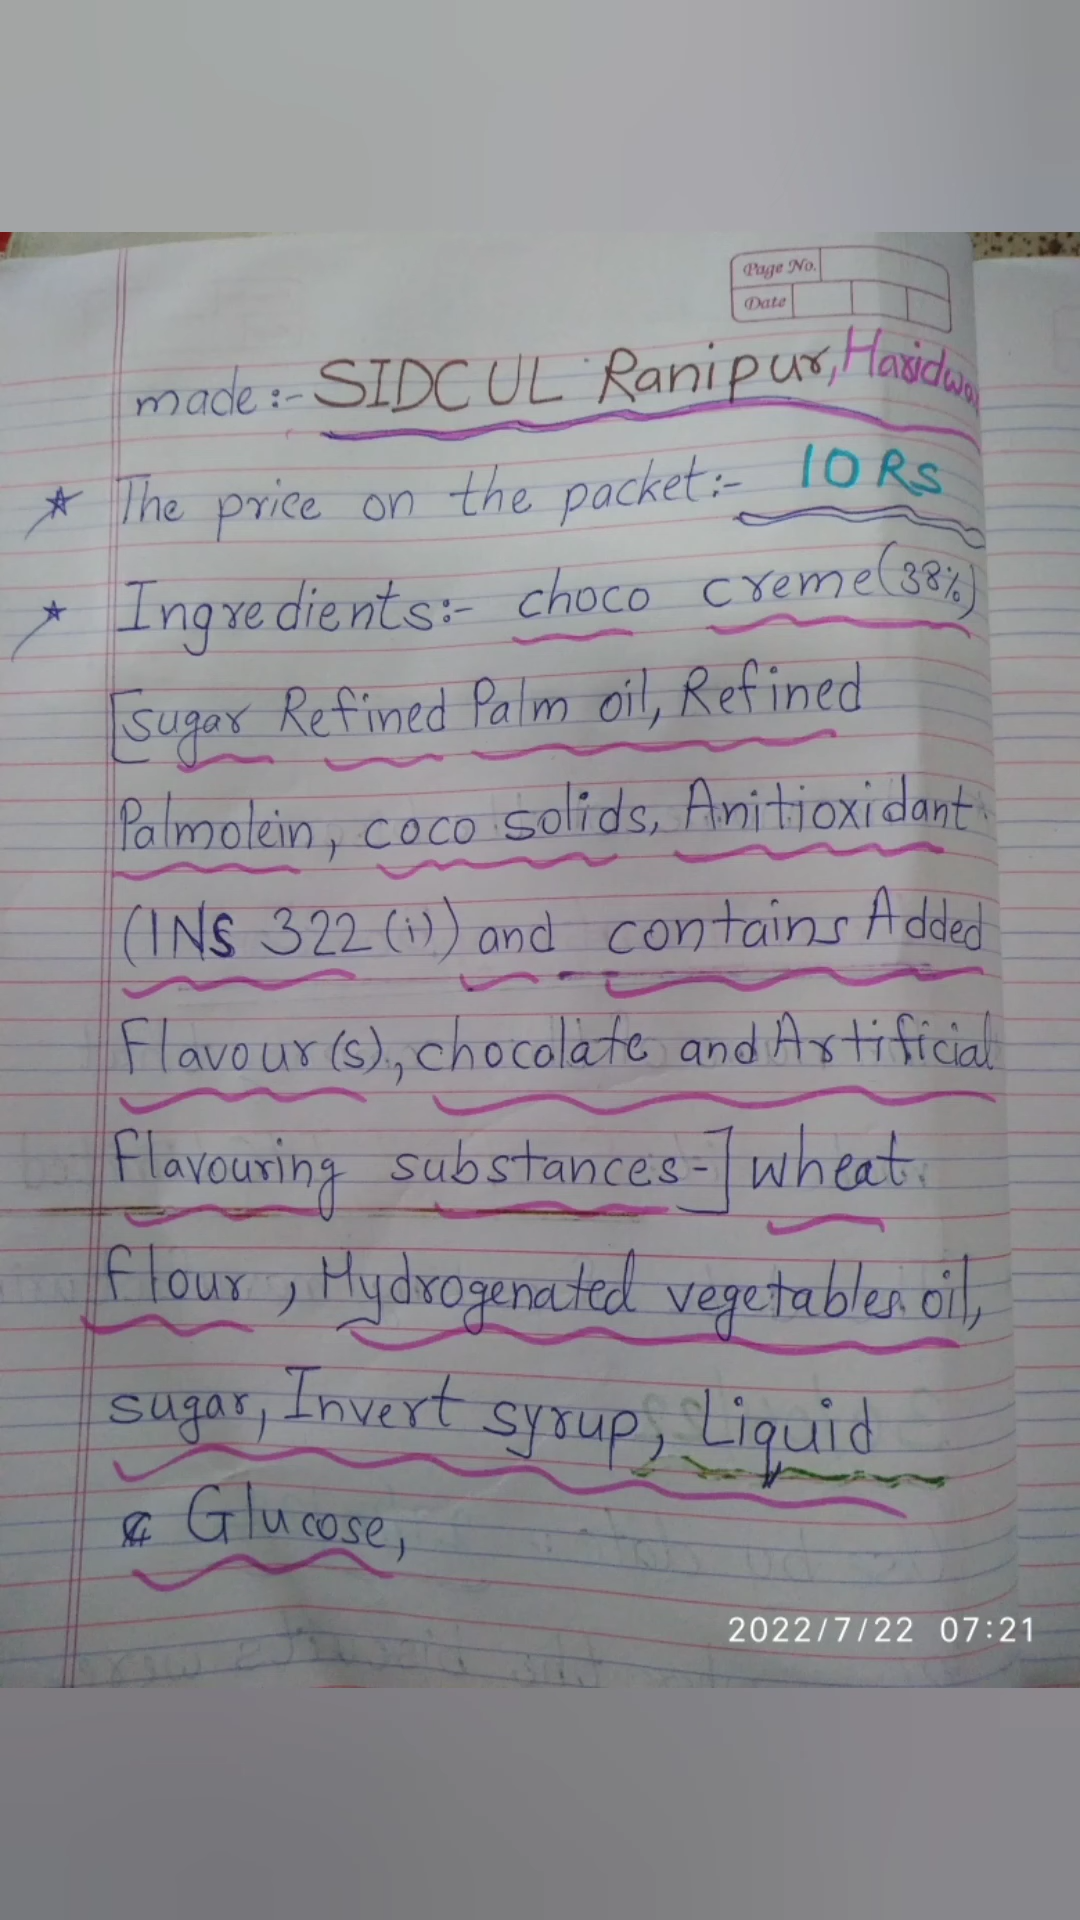 Page No.
Date
made :- SIDCUL Ranipur, Haridwa
The price on the packet:- 10 RS
Ingredients:- choco creme (38%)
[Sugar Refined Palm oil, Refined
Palmolein, coco solids, Anitioxidant
(INS 322 (i)) and contains Added
Flavour(s), chocolate and Artificial
Flavouring substances-] wheat
flour, Hydrogenated vegetables oil,
sugar, Invert syrup, Liquid
Glucose,
2022/7/22 07:21